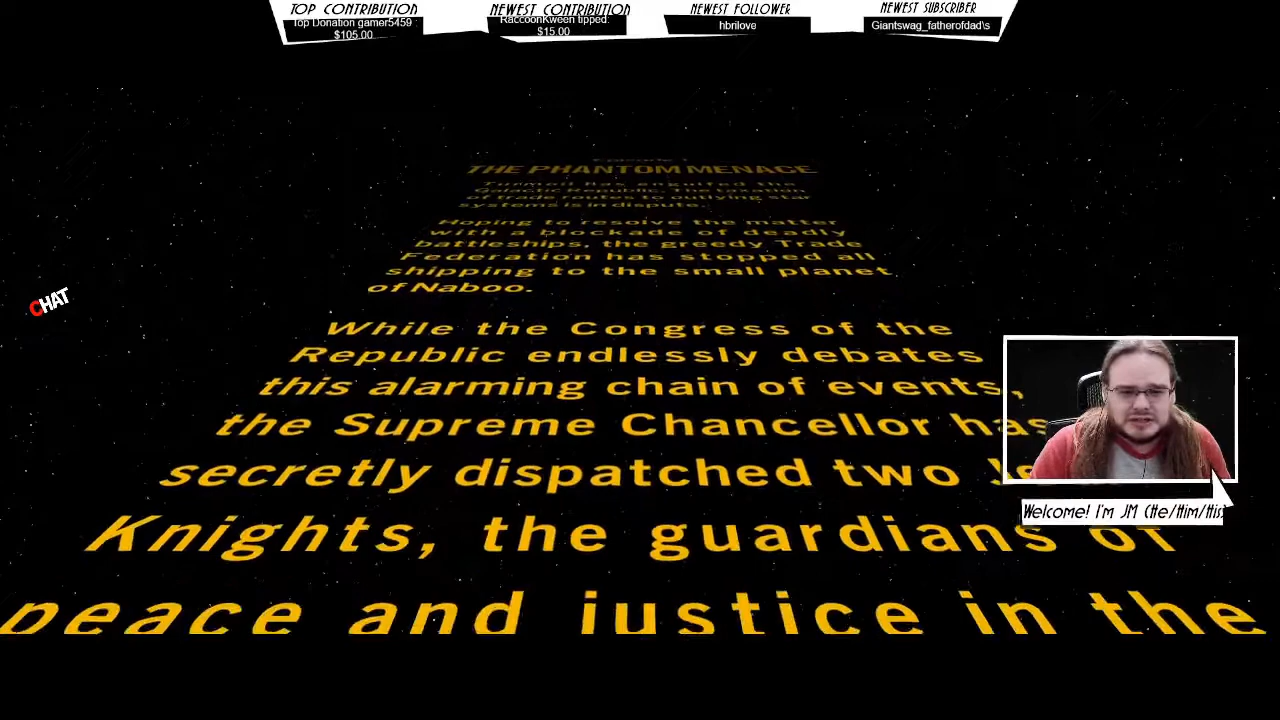 TOP CONTRIBUTION
Top Donation gamer5459 :
$105.00
NEWEST CONTRIBUTION
RaccoonKween tipped:
$15.00
NEWEST FOLLOWER
hbrilove
NEWEST SUBSCRIBER
Giantswag_fatherofdad\s
Episode I
THE PHANTOM MENACE
Turmoil has engulfed the
Galactic Republic. The taxation
of trade routes to outlying star
systems is in dispute.
Hoping to resolve the matter
with a blockade of deadly
battleships, the greedy Trade
Federation has stopped all
shipping to the small planet
of Naboo.
While the Congress of the
Republic endlessly debates
this alarming chain of events,
the Supreme Chancellor has
secretly dispatched two
Knights, the guardians of
peace and justice in the
CHAT
Welcome! I'm JM (He/Him/His